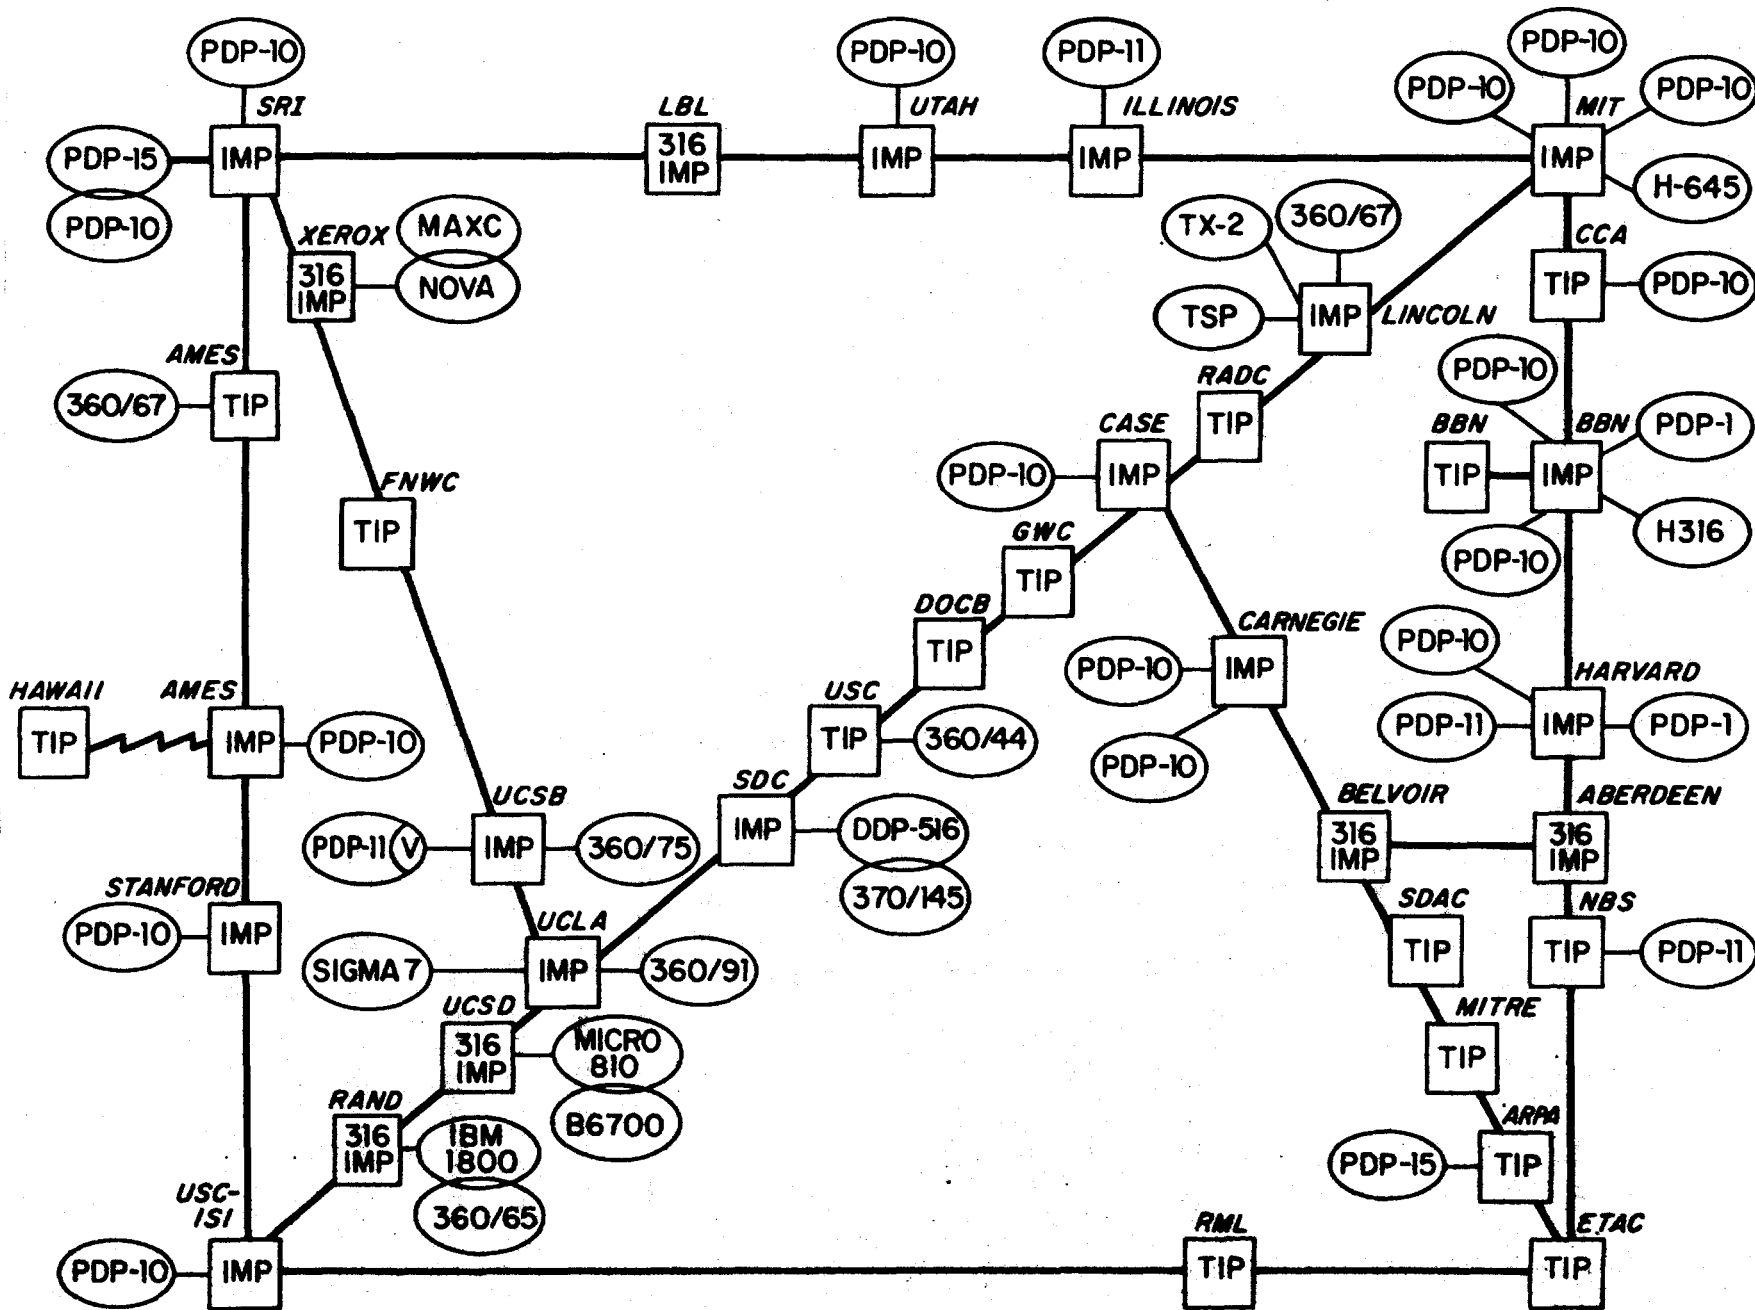 PDP-10
PDP-10
PDP-11
PDP-10
SRI
LBL
UTAH
ILLINOIS
PDP-10
MIT
PDP-10
PDP-15
IMP
316
IMP
IMP
IMP
IMP
PDP-10
H-645
XEROX
MAXC
TX-2
360/67
CCA
316
IMP
NOVA
TSP
IMP
LINCOLN
TIP
PDP-10
AMES
360/67
TIP
RADC
TIP
PDP-10
CASE
PDP-10
IMP
BBN
TIP
BBN
IMP
PDP-1
FNWC
TIP
GWC
TIP
PDP-10
H316
DOCB
TIP
CARNEGIE
PDP-10
IMP
PDP-10
PDP-10
HARVARD
HAWAII
TIP
AMES
IMP
PDP-10
USC
TIP
360/44
PDP-11
IMP
PDP-1
UCSB
PDP-11
V
IMP
360/75
SDC
IMP
DDP-516
370/145
BELVOIR
316
IMP
ABERDEEN
316
IMP
STANFORD
PDP-10
IMP
UCLA
SIGMA 7
IMP
360/91
SDAC
TIP
NBS
TIP
PDP-11
UCSD
316
IMP
MICRO
810
B6700
MITRE
TIP
RAND
316
IMP
IBM
1800
360/65
ARPA
PDP-15
TIP
USC-
ISI
PDP-10
IMP
RML
TIP
ETAC
TIP